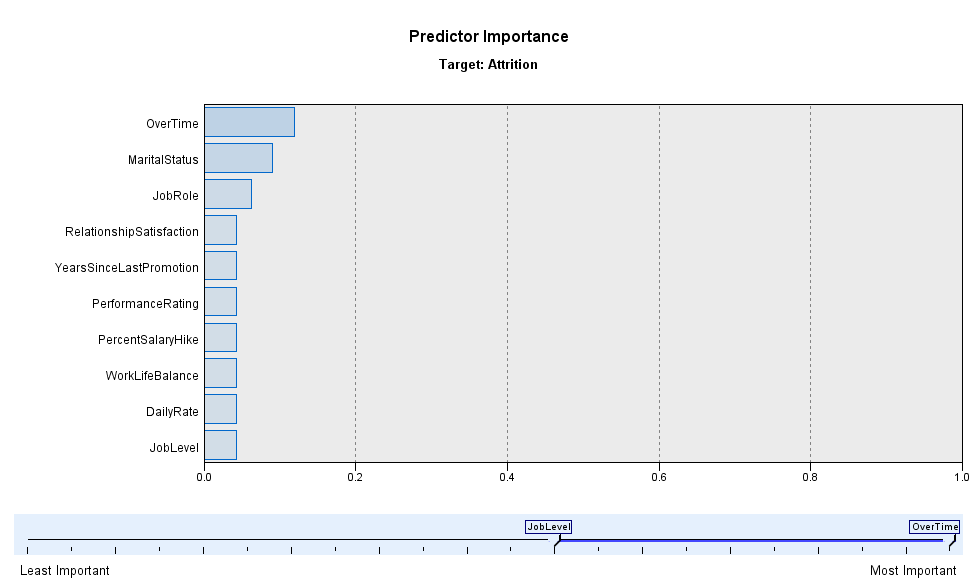 Predictor Importance
Target: Attrition
OverTime
MaritalStatus
JobRole
RelationshipSatisfaction
YearsSinceLastPromotion
PerformanceRating
PercentSalaryHike
WorkLifeBalance
DailyRate
JobLevel
0.0 0.2 0.4 0.6 0.8 1.0
JobLevel OverTime
Least Important Most Important